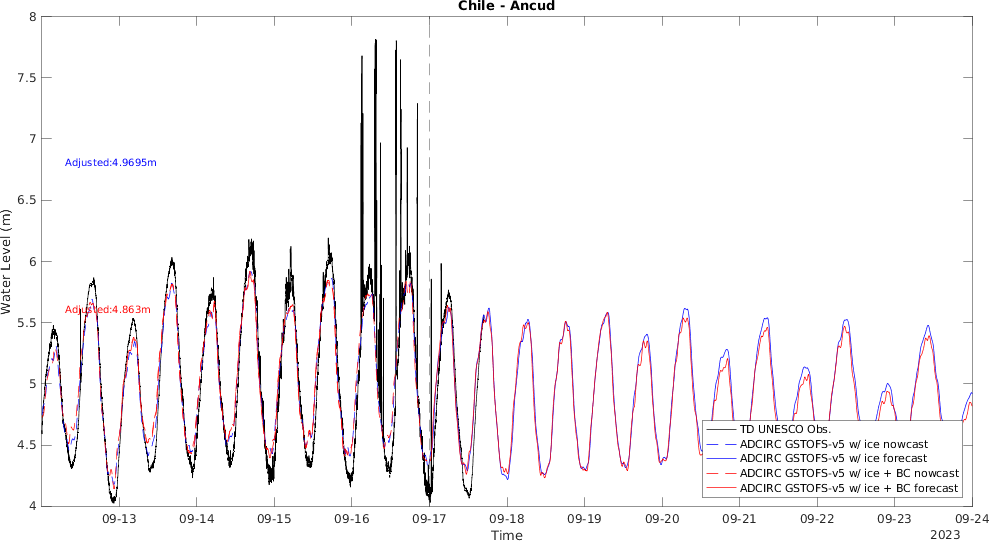 Chile - Ancud
8
7.5
7
6.5
6
5.5
5
4.5
4
Water Level (m)
Adjusted:4.9695m
Adjusted:4.863m
TD UNESCO Obs.
ADCIRC GSTOFS-v5 w/ ice nowcast
ADCIRC GSTOFS-v5 w/ ice forecast
ADCIRC GSTOFS-v5 w/ ice + BC nowcast
ADCIRC GSTOFS-v5 w/ ice + BC forecast
09-13 09-14 09-15 09-16 09-17 09-18 09-19 09-20 09-21 09-22 09-23 09-24
Time
2023